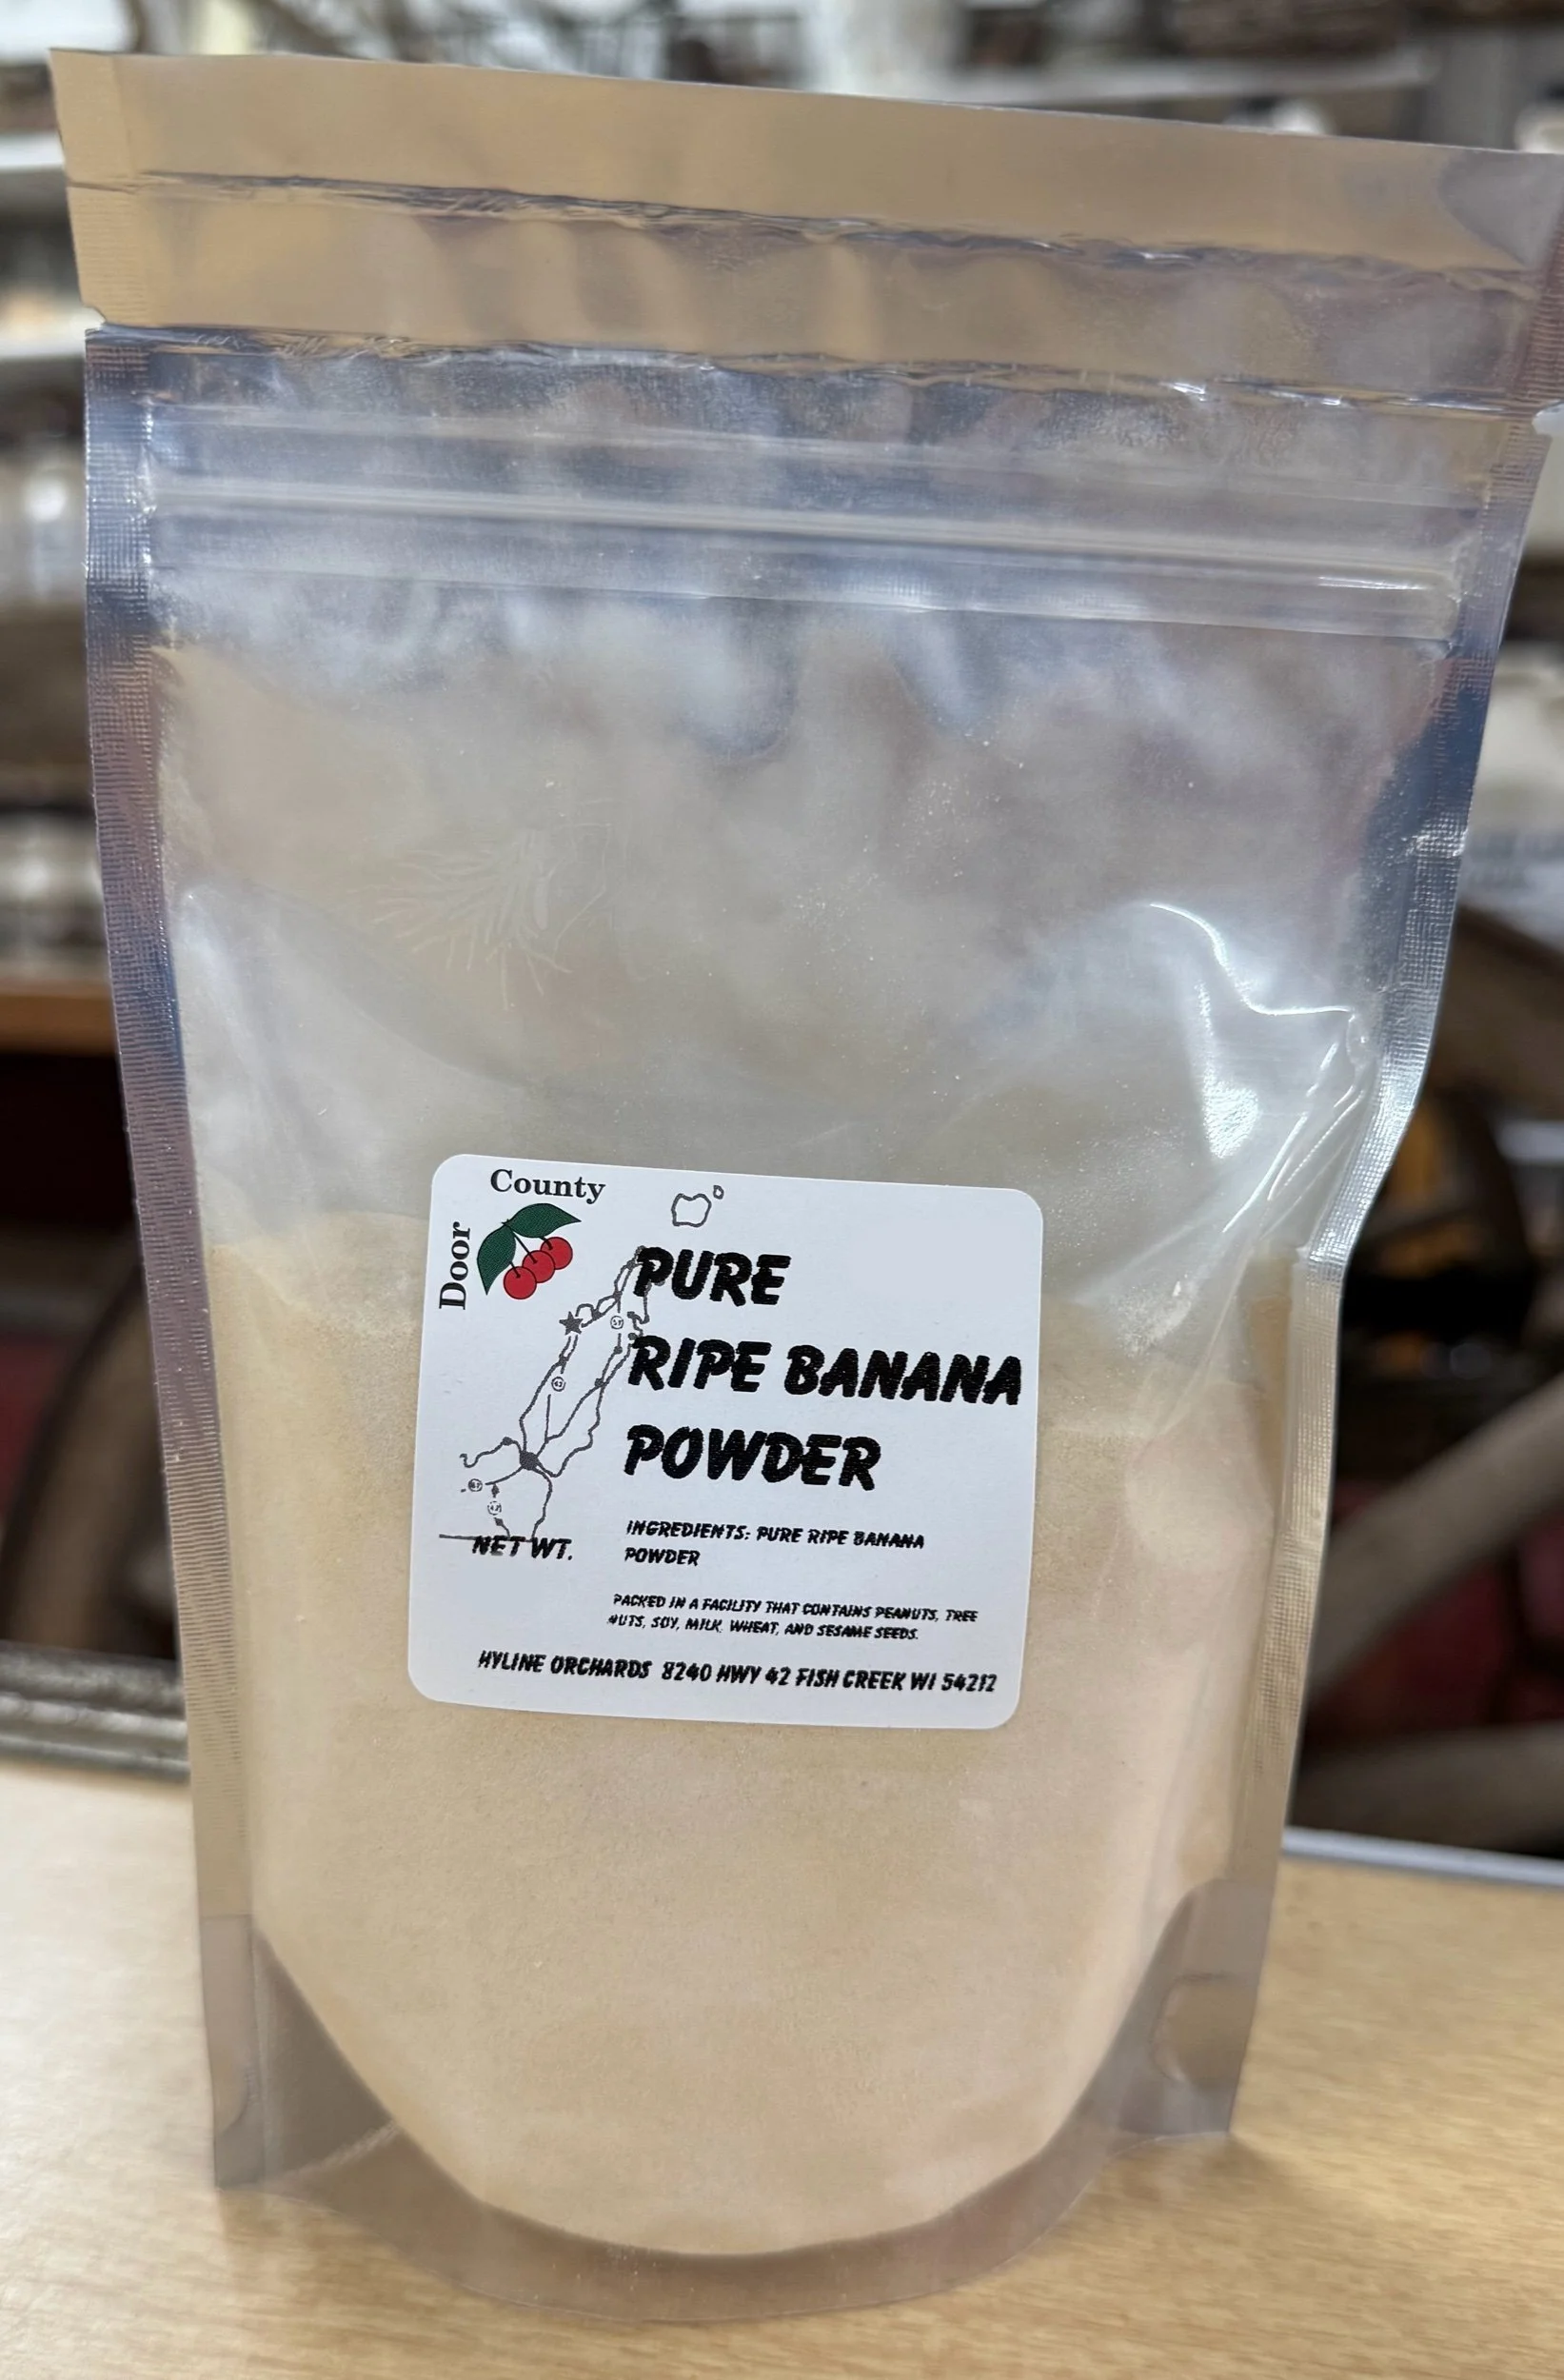 County
Door
PURE
RIPE BANANA
POWDER
NET WT.
INGREDIENTS: PURE RIPE BANANA
POWDER
PACKED IN A FACILITY THAT CONTAINS PEANUTS, TREE
NUTS, SOY, MILK, WHEAT, AND SESAME SEEDS.
HYLINE ORCHARDS 8240 HWY 42 FISH CREEK WI 54212